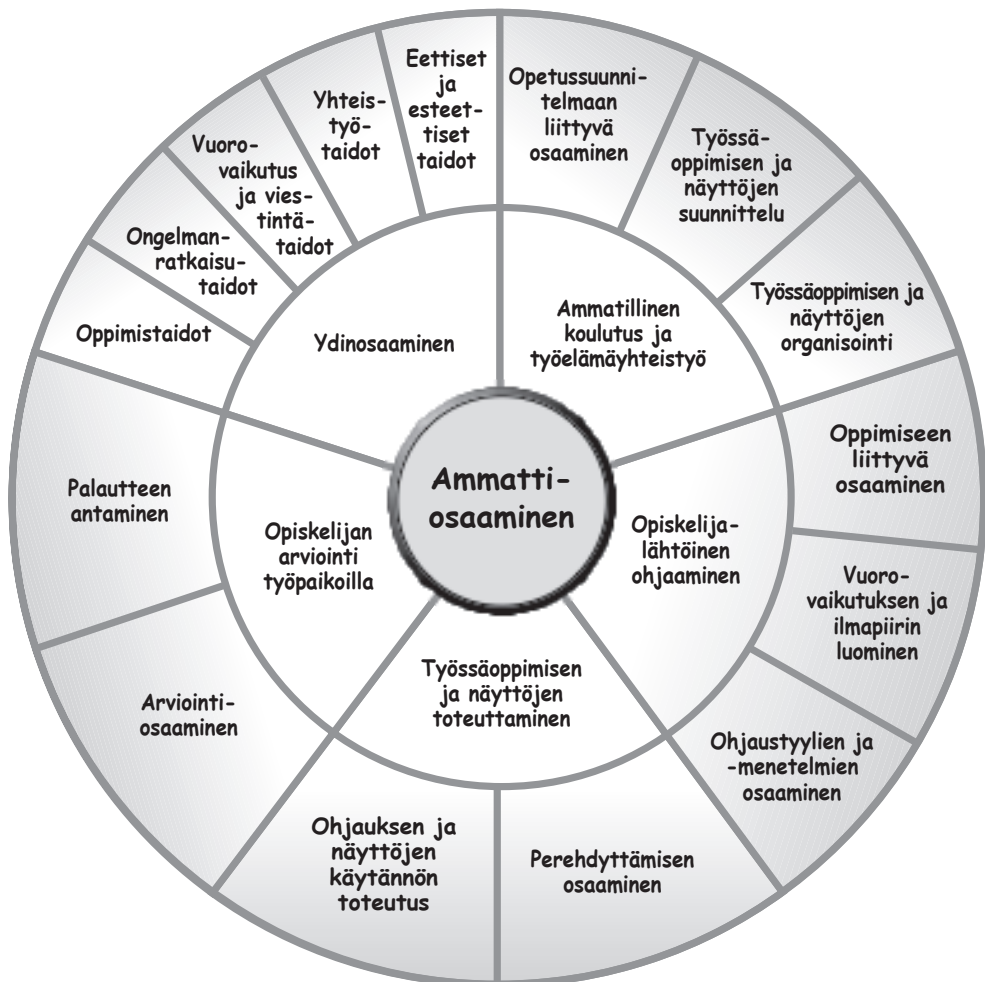 Eettiset
ja
esteet-
tiset
taidot
Opetussuunni-
telmaan
liittyvä
osaaminen
Yhteis-
työ-
taidot
Työssä-
oppimisen ja
näyttöjen
suunnittelu
Vuoro-
vaikutus
ja vies-
tintä-
taidot
Ongelman-
ratkaisu-
taidot
Oppimistaidot
Työssäoppimisen ja
näyttöjen
organisointi
Ydinosaaminen
Ammatillinen
koulutus ja
työelämäyhteistyö
Oppimiseen
liittyvä
osaaminen
Palautteen
antaminen
Ammatti-
osaaminen
Opiskelijan
arviointi
työpaikoilla
Opiskelija-
lähtöinen
ohjaaminen
Vuoro-
vaikutuksen ja
ilmapiirin
luominen
Työssäoppimisen
ja näyttöjen
toteuttaminen
Arviointi-
osaaminen
Ohjaustyylien ja
-menetelmien
osaaminen
Ohjauksen ja
näyttöjen
käytännön
toteutus
Perehdyttämisen
osaaminen